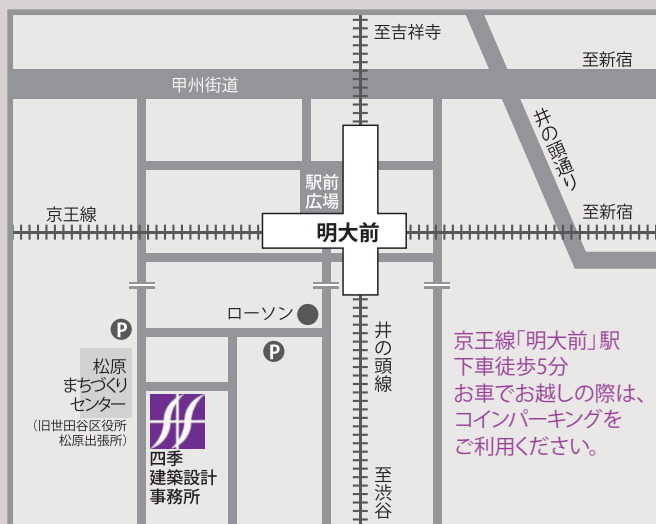 至吉祥寺
至新宿
甲州街道
井の頭通り
駅前
広場
京王線
至新宿
明大前
ローソン
P
P
井の頭線
松原
まちづくり
センター
(旧世田谷区役所
松原出張所)
四季
建築設計
事務所
至渋谷
京王線「明大前」駅
下車徒歩5分
お車でお越しの際は、
コインパーキングを
ご利用ください。